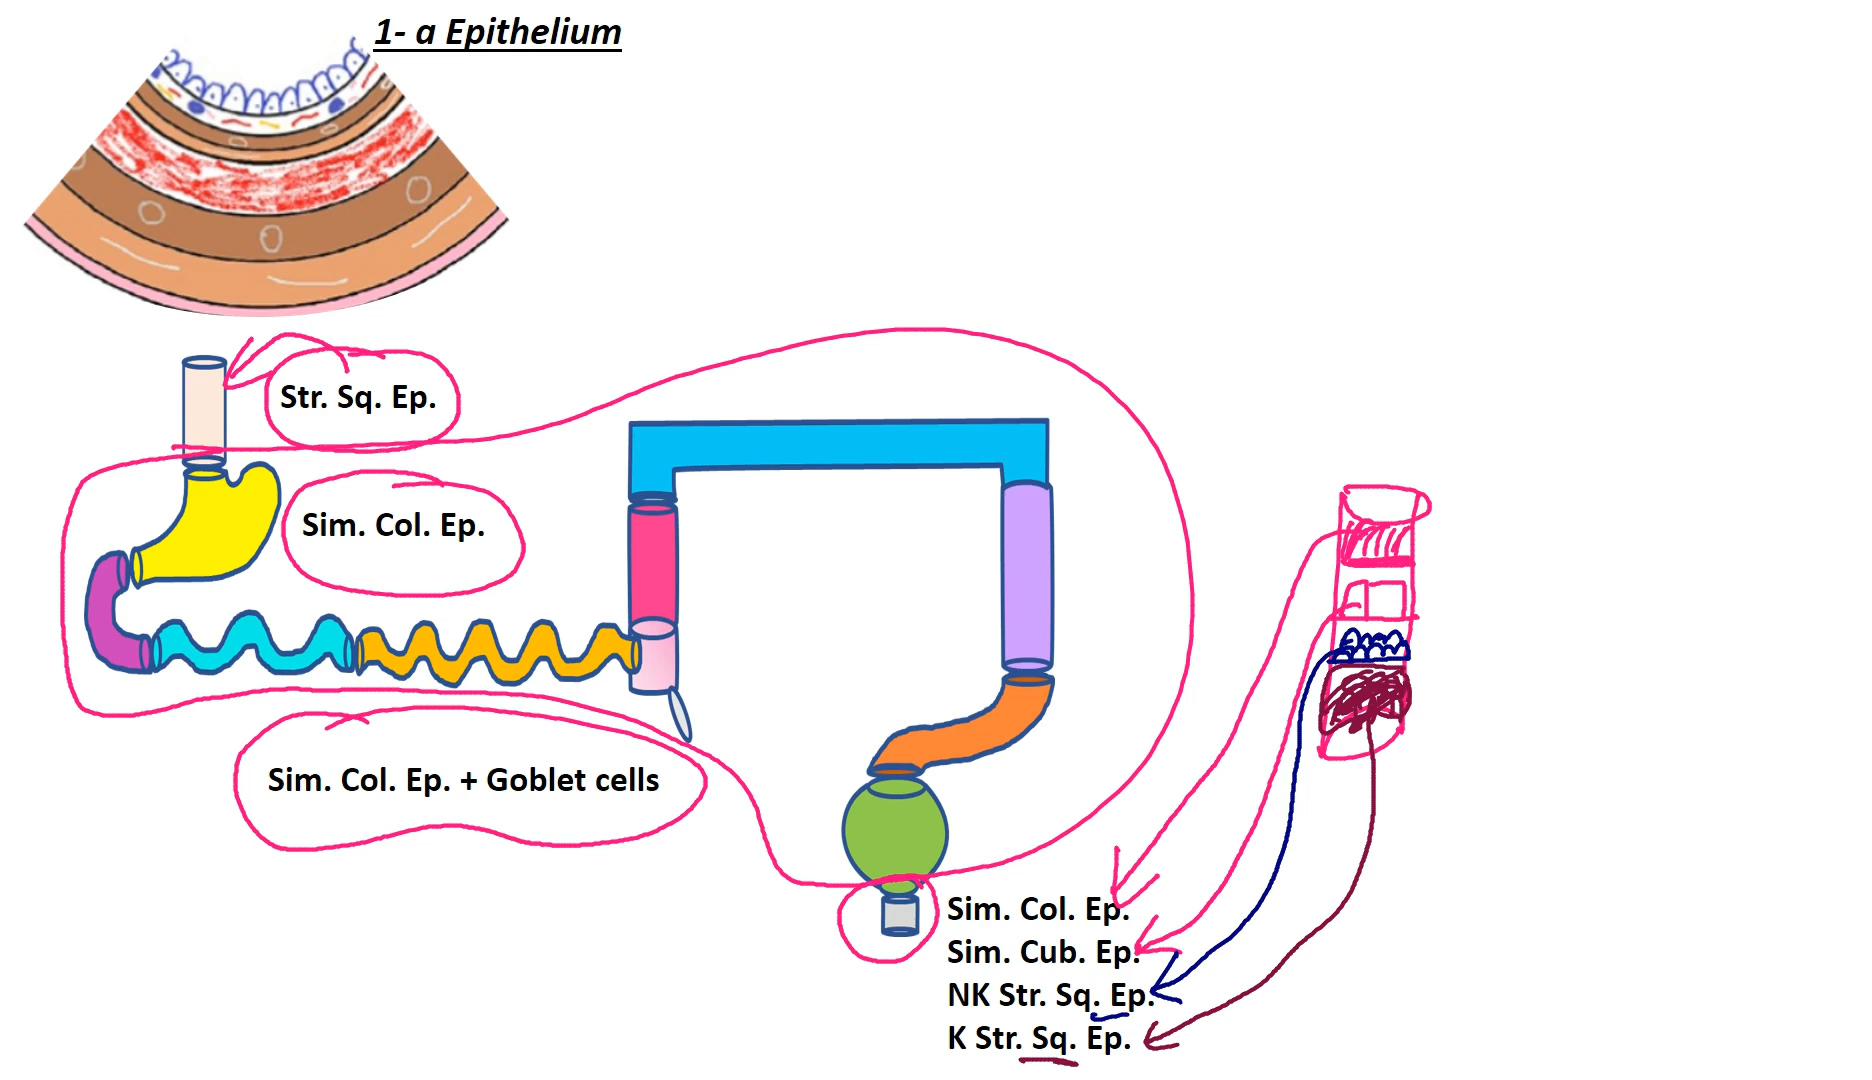 1- a Epithelium
Str. Sq. Ep.
Sim. Col. Ep.
Sim. Col. Ep. + Goblet cells
Sim. Col. Ep.
Sim. Cub. Ep.
NK Str. Sq. Ep.
K Str. Sq. Ep.